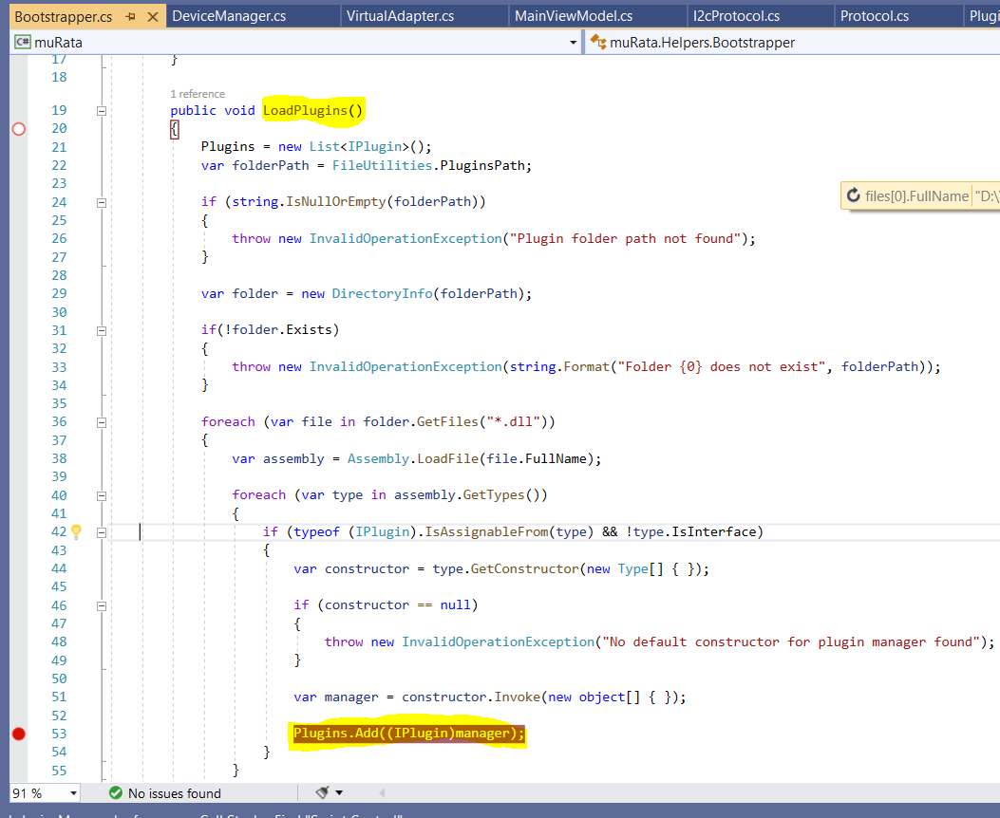 Bootstrapper.cs DeviceManager.cs VirtualAdapter.cs MainViewModel.cs I2cProtocol.cs Protocol.cs Plugi
C# muRata muRata.Helpers.Bootstrapper
17 }
18
1 reference
19 public void LoadPlugins()
20 {
21 Plugins = new List<IPlugin>();
22 var folderPath = FileUtilities.PluginsPath;
23
24 if (string.IsNullOrEmpty(folderPath))
files[0].FullName "D:\
25 {
26 throw new InvalidOperationException("Plugin folder path not found");
27 }
28
29 var folder = new DirectoryInfo(folderPath);
30
31 if(!folder.Exists)
32 {
33 throw new InvalidOperationException(string.Format("Folder {0} does not exist", folderPath));
34 }
35
36 foreach (var file in folder.GetFiles("*.dll"))
37 {
38 var assembly = Assembly.LoadFile(file.FullName);
39
40 foreach (var type in assembly.GetTypes())
41 {
42 if (typeof (IPlugin).IsAssignableFrom(type) && !type.IsInterface)
43 {
44 var constructor = type.GetConstructor(new Type[] { });
45
46 if (constructor == null)
47 {
48 throw new InvalidOperationException("No default constructor for plugin manager found");
49 }
50
51 var manager = constructor.Invoke(new object[] { });
52
53 Plugins.Add((IPlugin)manager);
54 }
55 }
91 % No issues found